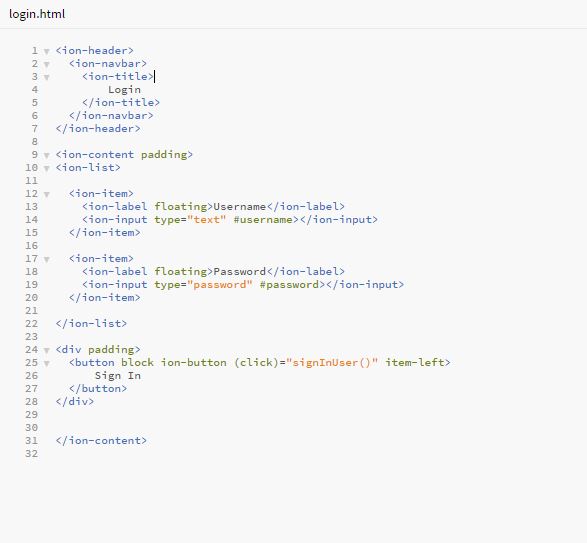 login.html
1 <ion-header>
2   <ion-navbar>
3     <ion-title>
4         Login
5     </ion-title>
6   </ion-navbar>
7 </ion-header>
8
9 <ion-content padding>
10 <ion-list>
11
12   <ion-item>
13     <ion-label floating>Username</ion-label>
14     <ion-input type="text" #username></ion-input>
15   </ion-item>
16
17   <ion-item>
18     <ion-label floating>Password</ion-label>
19     <ion-input type="password" #password></ion-input>
20   </ion-item>
21
22 </ion-list>
23
24 <div padding>
25   <button block ion-button (click)="signInUser()" item-left>
26       Sign In
27   </button>
28 </div>
29
30
31 </ion-content>
32